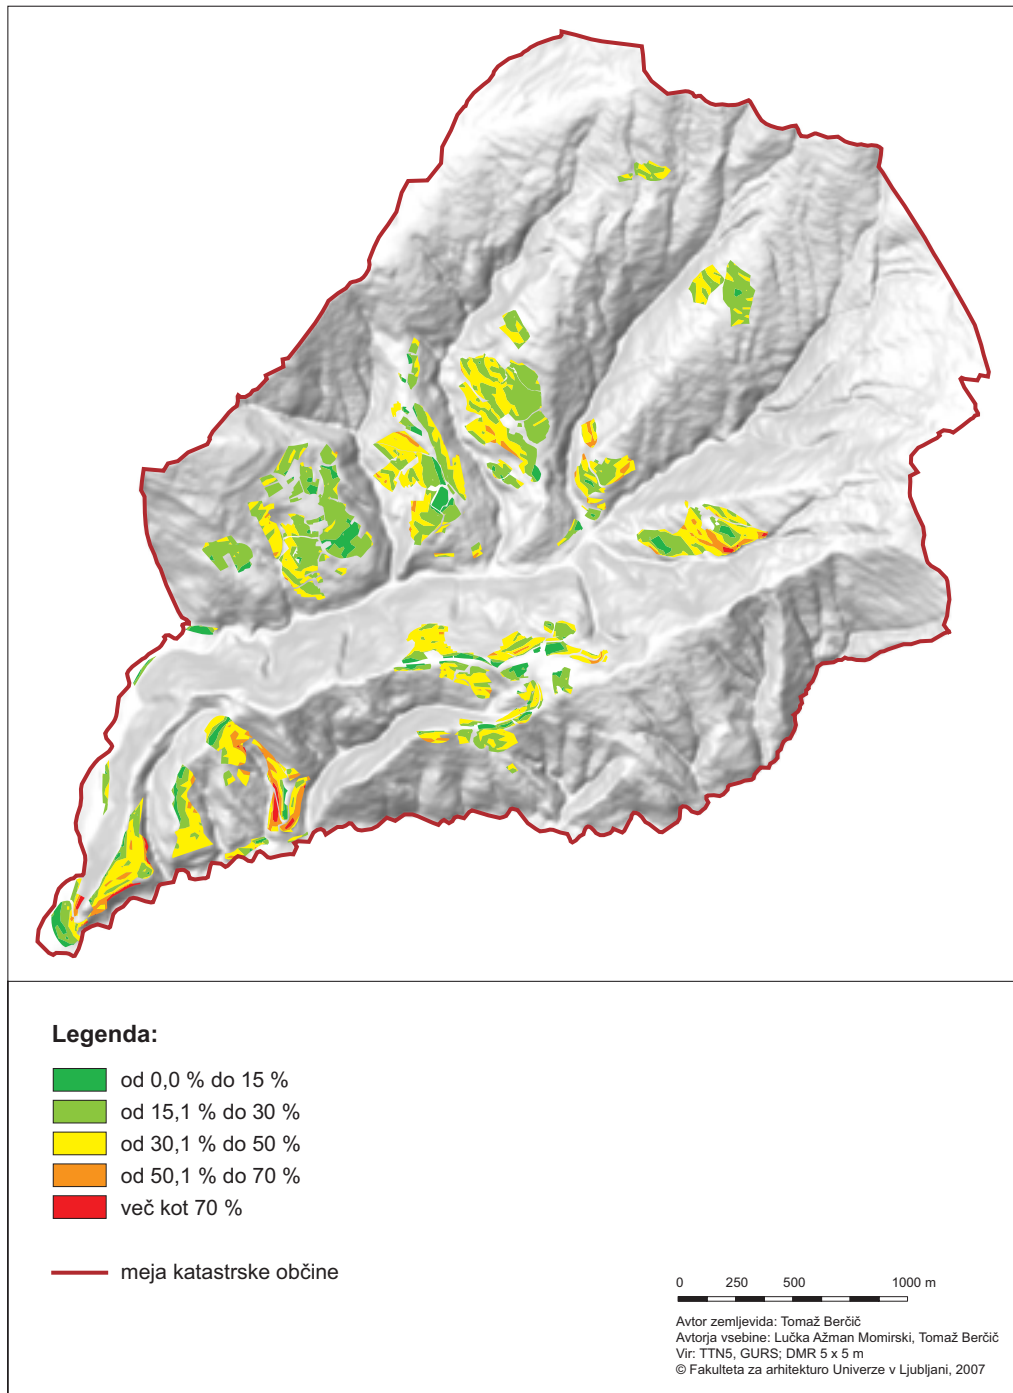 Legenda:
od 0,0 % do 15 %
od 15,1 % do 30 %
od 30,1 % do 50 %
od 50,1 % do 70 %
več kot 70 %
meja katastrske občine
0 250 500 1000 m
Avtor zemljevida: Tomaž Berčič
Avtorja vsebine: Lučka Ažman Momirski, Tomaž Berčič
Vir: TTN5, GURS; DMR 5 x 5 m
© Fakulteta za arhitekturo Univerze v Ljubljani, 2007